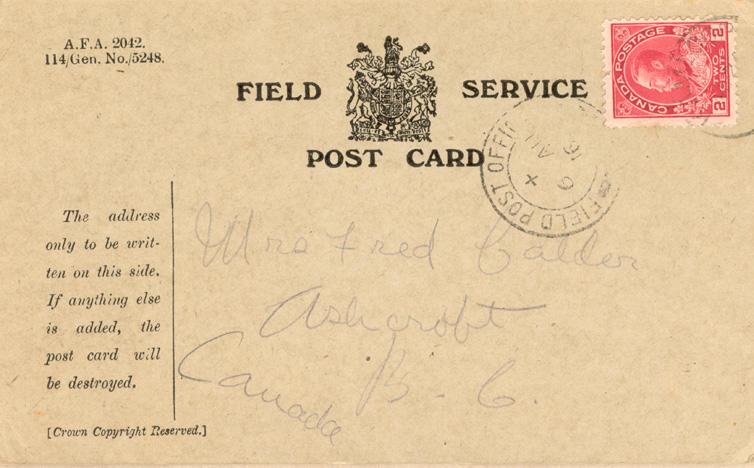 A.F.A. 2042.
114/Gen. No./5248.
FIELD SERVICE
POST CARD
CANADA POSTAGE
2 TWO 2
CENTS
FIELD POST OFFI
The address
only to be writ-
ten on this side.
If anything else
is added, the
post card will
be destroyed.
[Crown Copyright Reserved.]
Mrs Fred Calder
Ashcroft
B. C.
Canada